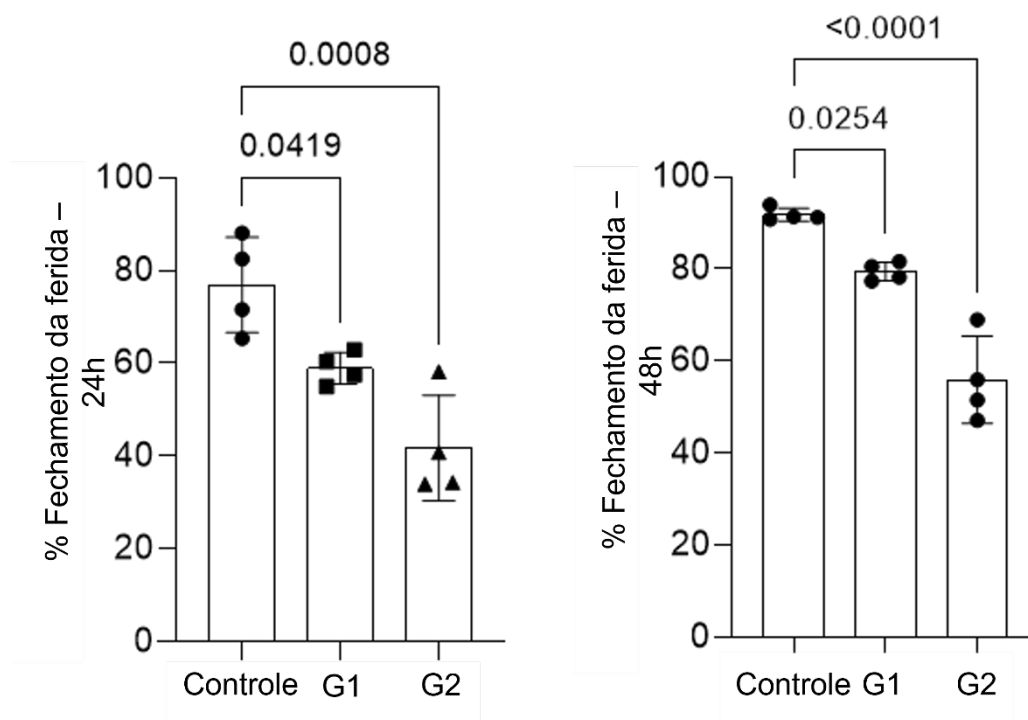 0.0008
0.0419
% Fechamento da ferida –
24h
100
80
60
40
20
0
Controle G1 G2
<0.0001
0.0254
% Fechamento da ferida –
48h
100
80
60
40
20
0
Controle G1 G2